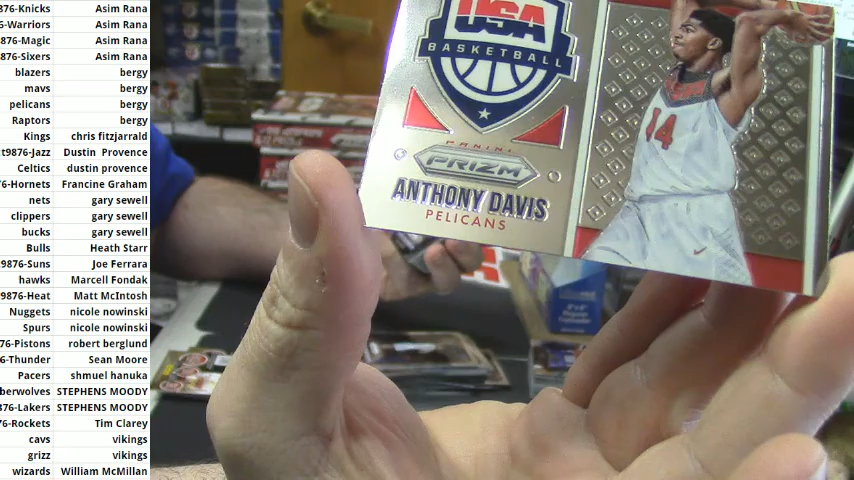 876-Knicks Asim Rana
6-Warriors Asim Rana
876-Magic Asim Rana
876-Sixers Asim Rana
blazers bergy
mavs bergy
pelicans bergy
Raptors bergy
Kings chris fitzjarrald
t9876-Jazz Dustin Provence
Celtics dustin provence
76-Hornets Francine Graham
nets gary sewell
clippers gary sewell
bucks gary sewell
Bulls Heath Starr
9876-Suns Joe Ferrara
hawks Marcell Fondak
9876-Heat Matt McIntosh
Nuggets nicole nowinski
Spurs nicole nowinski
76-Pistons robert berglund
6-Thunder Sean Moore
Pacers shmuel hanuka
berwolves STEPHENS MOODY
876-Lakers STEPHENS MOODY
76-Rockets Tim Clarey
cavs vikings
grizz vikings
wizards William McMillan
USA
BASKETBALL
PANINI
PRIZM
ANTHONY DAVIS
PELICANS
14